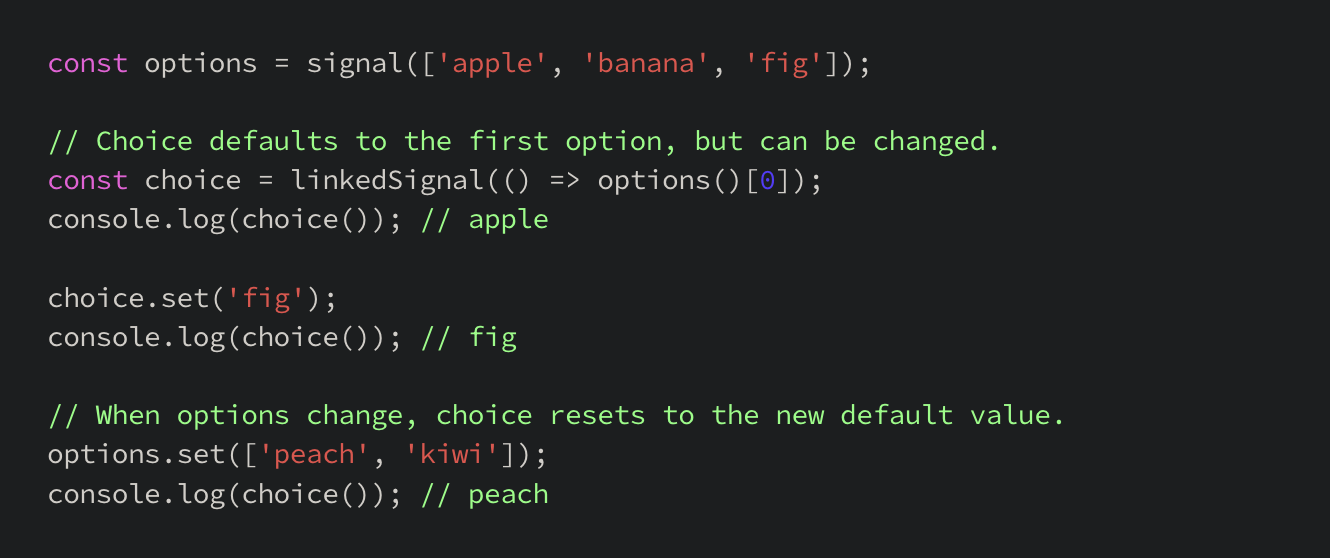 const options = signal(['apple', 'banana', 'fig']);
// Choice defaults to the first option, but can be changed.
const choice = linkedSignal(() => options()[0]);
console.log(choice()); // apple
choice.set('fig');
console.log(choice()); // fig
// When options change, choice resets to the new default value.
options.set(['peach', 'kiwi']);
console.log(choice()); // peach